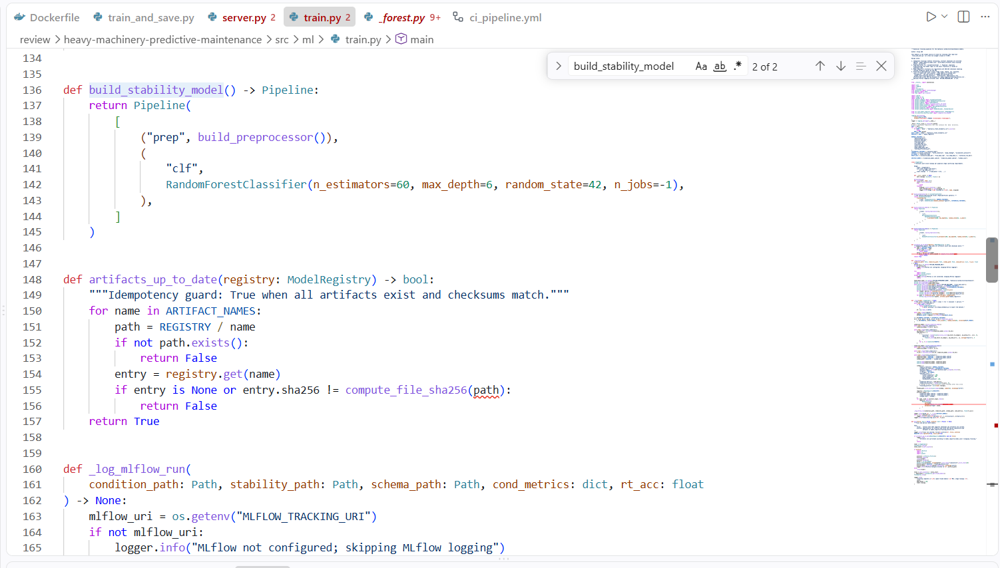 Dockerfile train_and_save.py server.py 2 train.py 2 _forest.py 9+ ci_pipeline.yml
review > heavy-machinery-predictive-maintenance > src > ml > train.py > main
build_stability_model Aa ab .* 2 of 2
134
135
136 def build_stability_model() -> Pipeline:
137     return Pipeline(
138         [
139             ("prep", build_preprocessor()),
140             (
141                 "clf",
142                 RandomForestClassifier(n_estimators=60, max_depth=6, random_state=42, n_jobs=-1),
143             ),
144         ]
145     )
146
147
148 def artifacts_up_to_date(registry: ModelRegistry) -> bool:
149     """Idempotency guard: True when all artifacts exist and checksums match."""
150     for name in ARTIFACT_NAMES:
151         path = REGISTRY / name
152         if not path.exists():
153             return False
154         entry = registry.get(name)
155         if entry is None or entry.sha256 != compute_file_sha256(path):
156             return False
157     return True
158
159
160 def _log_mlflow_run(
161     condition_path: Path, stability_path: Path, schema_path: Path, cond_metrics: dict, rt_acc: float
162 ) -> None:
163     mlflow_uri = os.getenv("MLFLOW_TRACKING_URI")
164     if not mlflow_uri:
165         logger.info("MLflow not configured; skipping MLflow logging")